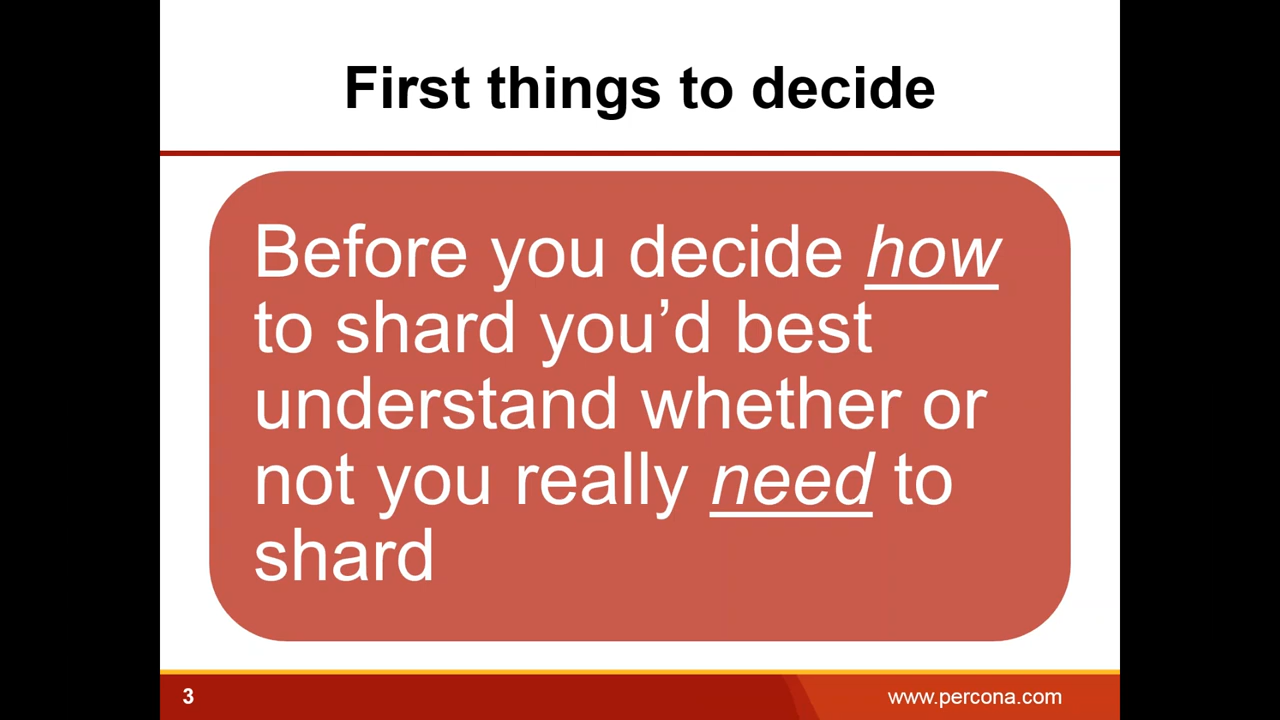 First things to decide
Before you decide how
to shard you’d best
understand whether or
not you really need to
shard
3
www.percona.com